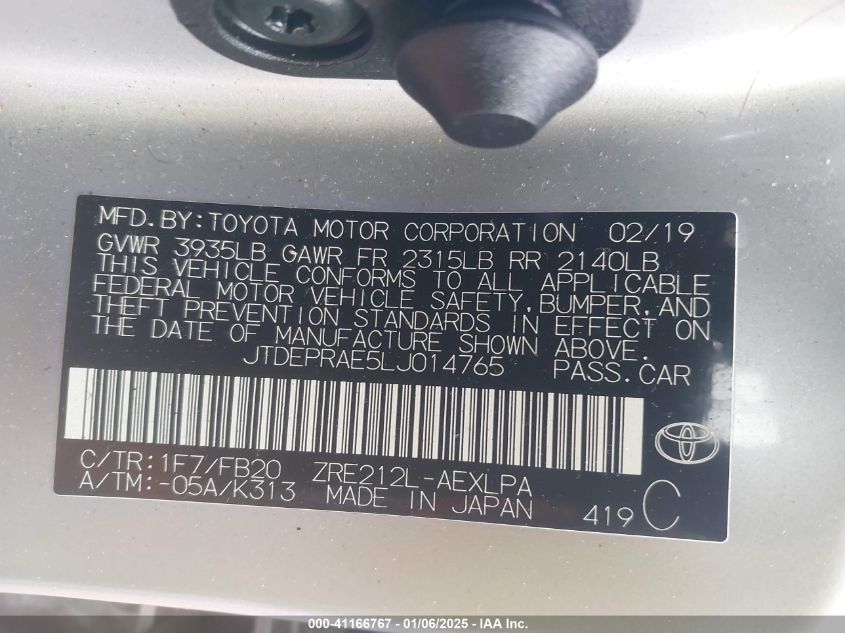 MFD.BY:TOYOTA MOTOR CORPORATION 02/19
GVWR 3935LB GAWR FR 2315LB RR 2140LB
THIS VEHICLE CONFORMS TO ALL APPLICABLE
FEDERAL MOTOR VEHICLE SAFETY,BUMPER,AND
THEFT PREVENTION STANDARDS IN EFFECT ON
THE DATE OF MANUFACTURE SHOWN ABOVE.
JTDEPRAE5LJ014765 PASS.CAR
C/TR:1F7/FB20 ZRE212L-AEXLPA
A/TM:-05A/K313 MADE IN JAPAN 419 C
000-41166767 | 01/06/2025 | IAA Inc.